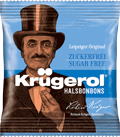 Leipziger Original
ZUCKERFREI
SUGAR FREE
Krügerol®
HALSBONBONS